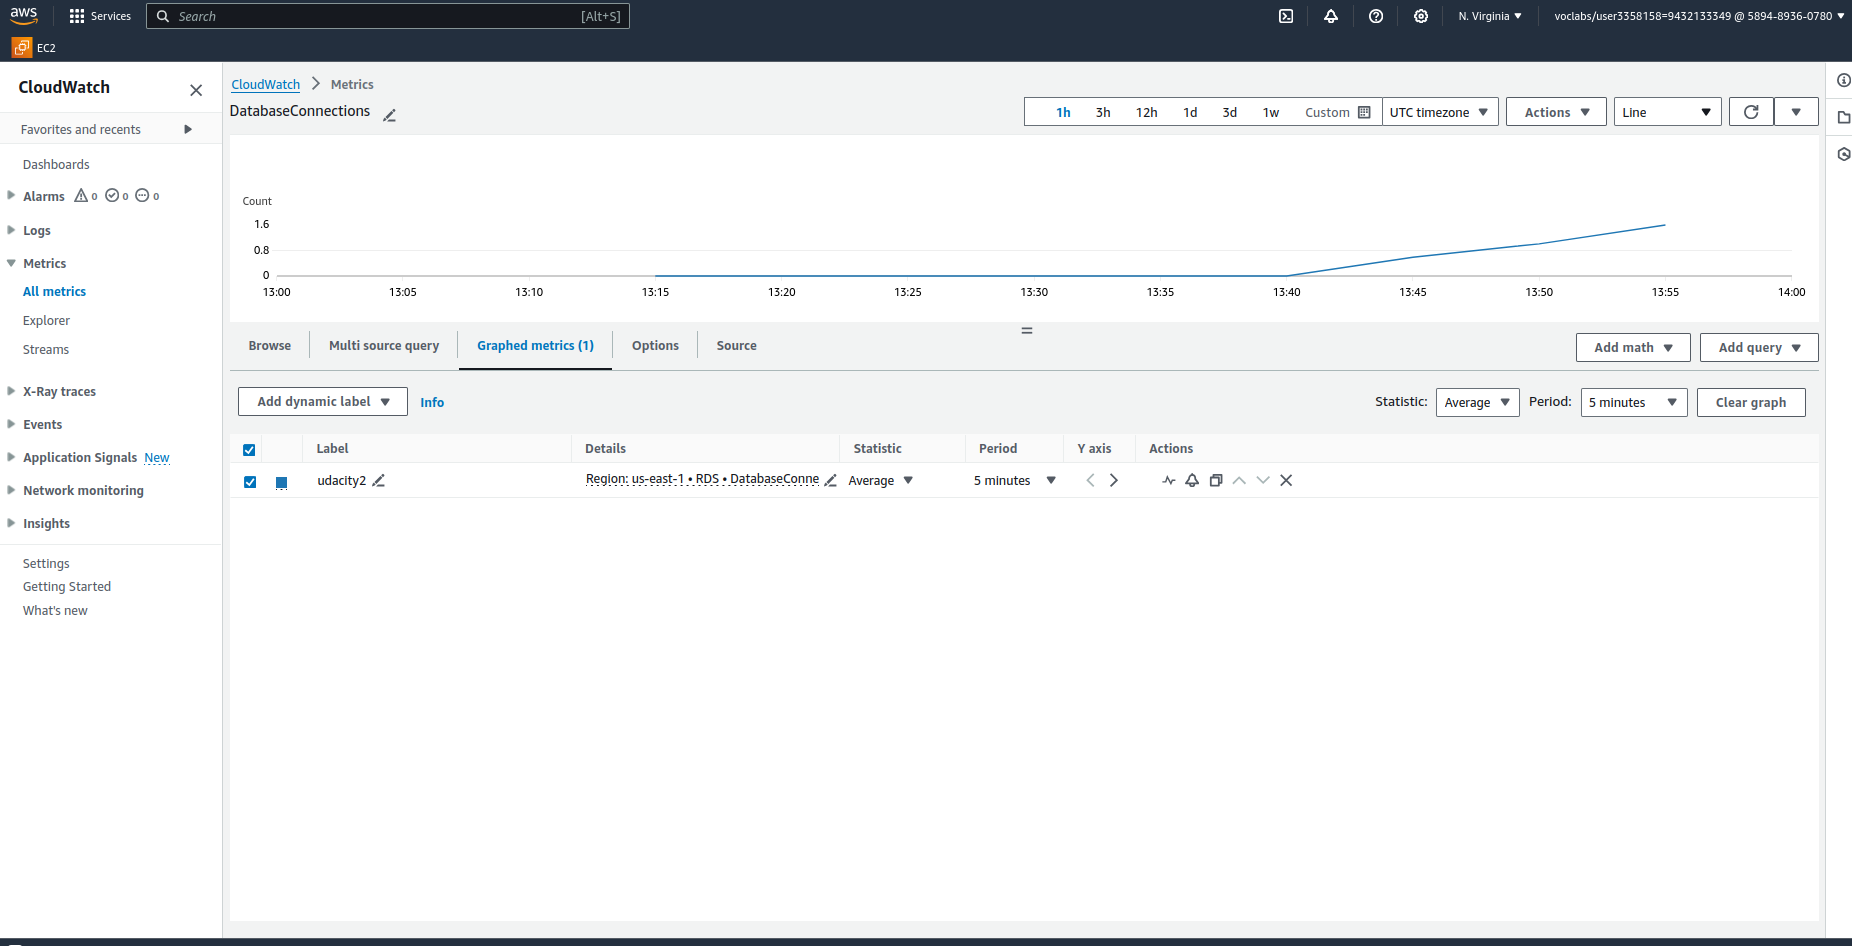 aws Services Search [Alt+S] N. Virginia voclabs/user3358158=9432133349 @ 5894-8936-0780
EC2
CloudWatch
Favorites and recents
Dashboards
Alarms 0 0 0
Logs
Metrics
All metrics
Explorer
Streams
X-Ray traces
Events
Application Signals New
Network monitoring
Insights
Settings
Getting Started
What's new
CloudWatch Metrics
DatabaseConnections
1h 3h 12h 1d 3d 1w Custom UTC timezone Actions Line
Count
1.6
0.8
0
13:00 13:05 13:10 13:15 13:20 13:25 13:30 13:35 13:40 13:45 13:50 13:55 14:00
Browse Multi source query Graphed metrics (1) Options Source Add math Add query
Add dynamic label Info Statistic: Average Period: 5 minutes Clear graph
Label Details Statistic Period Y axis Actions
udacity2 Region: us-east-1 • RDS • DatabaseConne Average 5 minutes